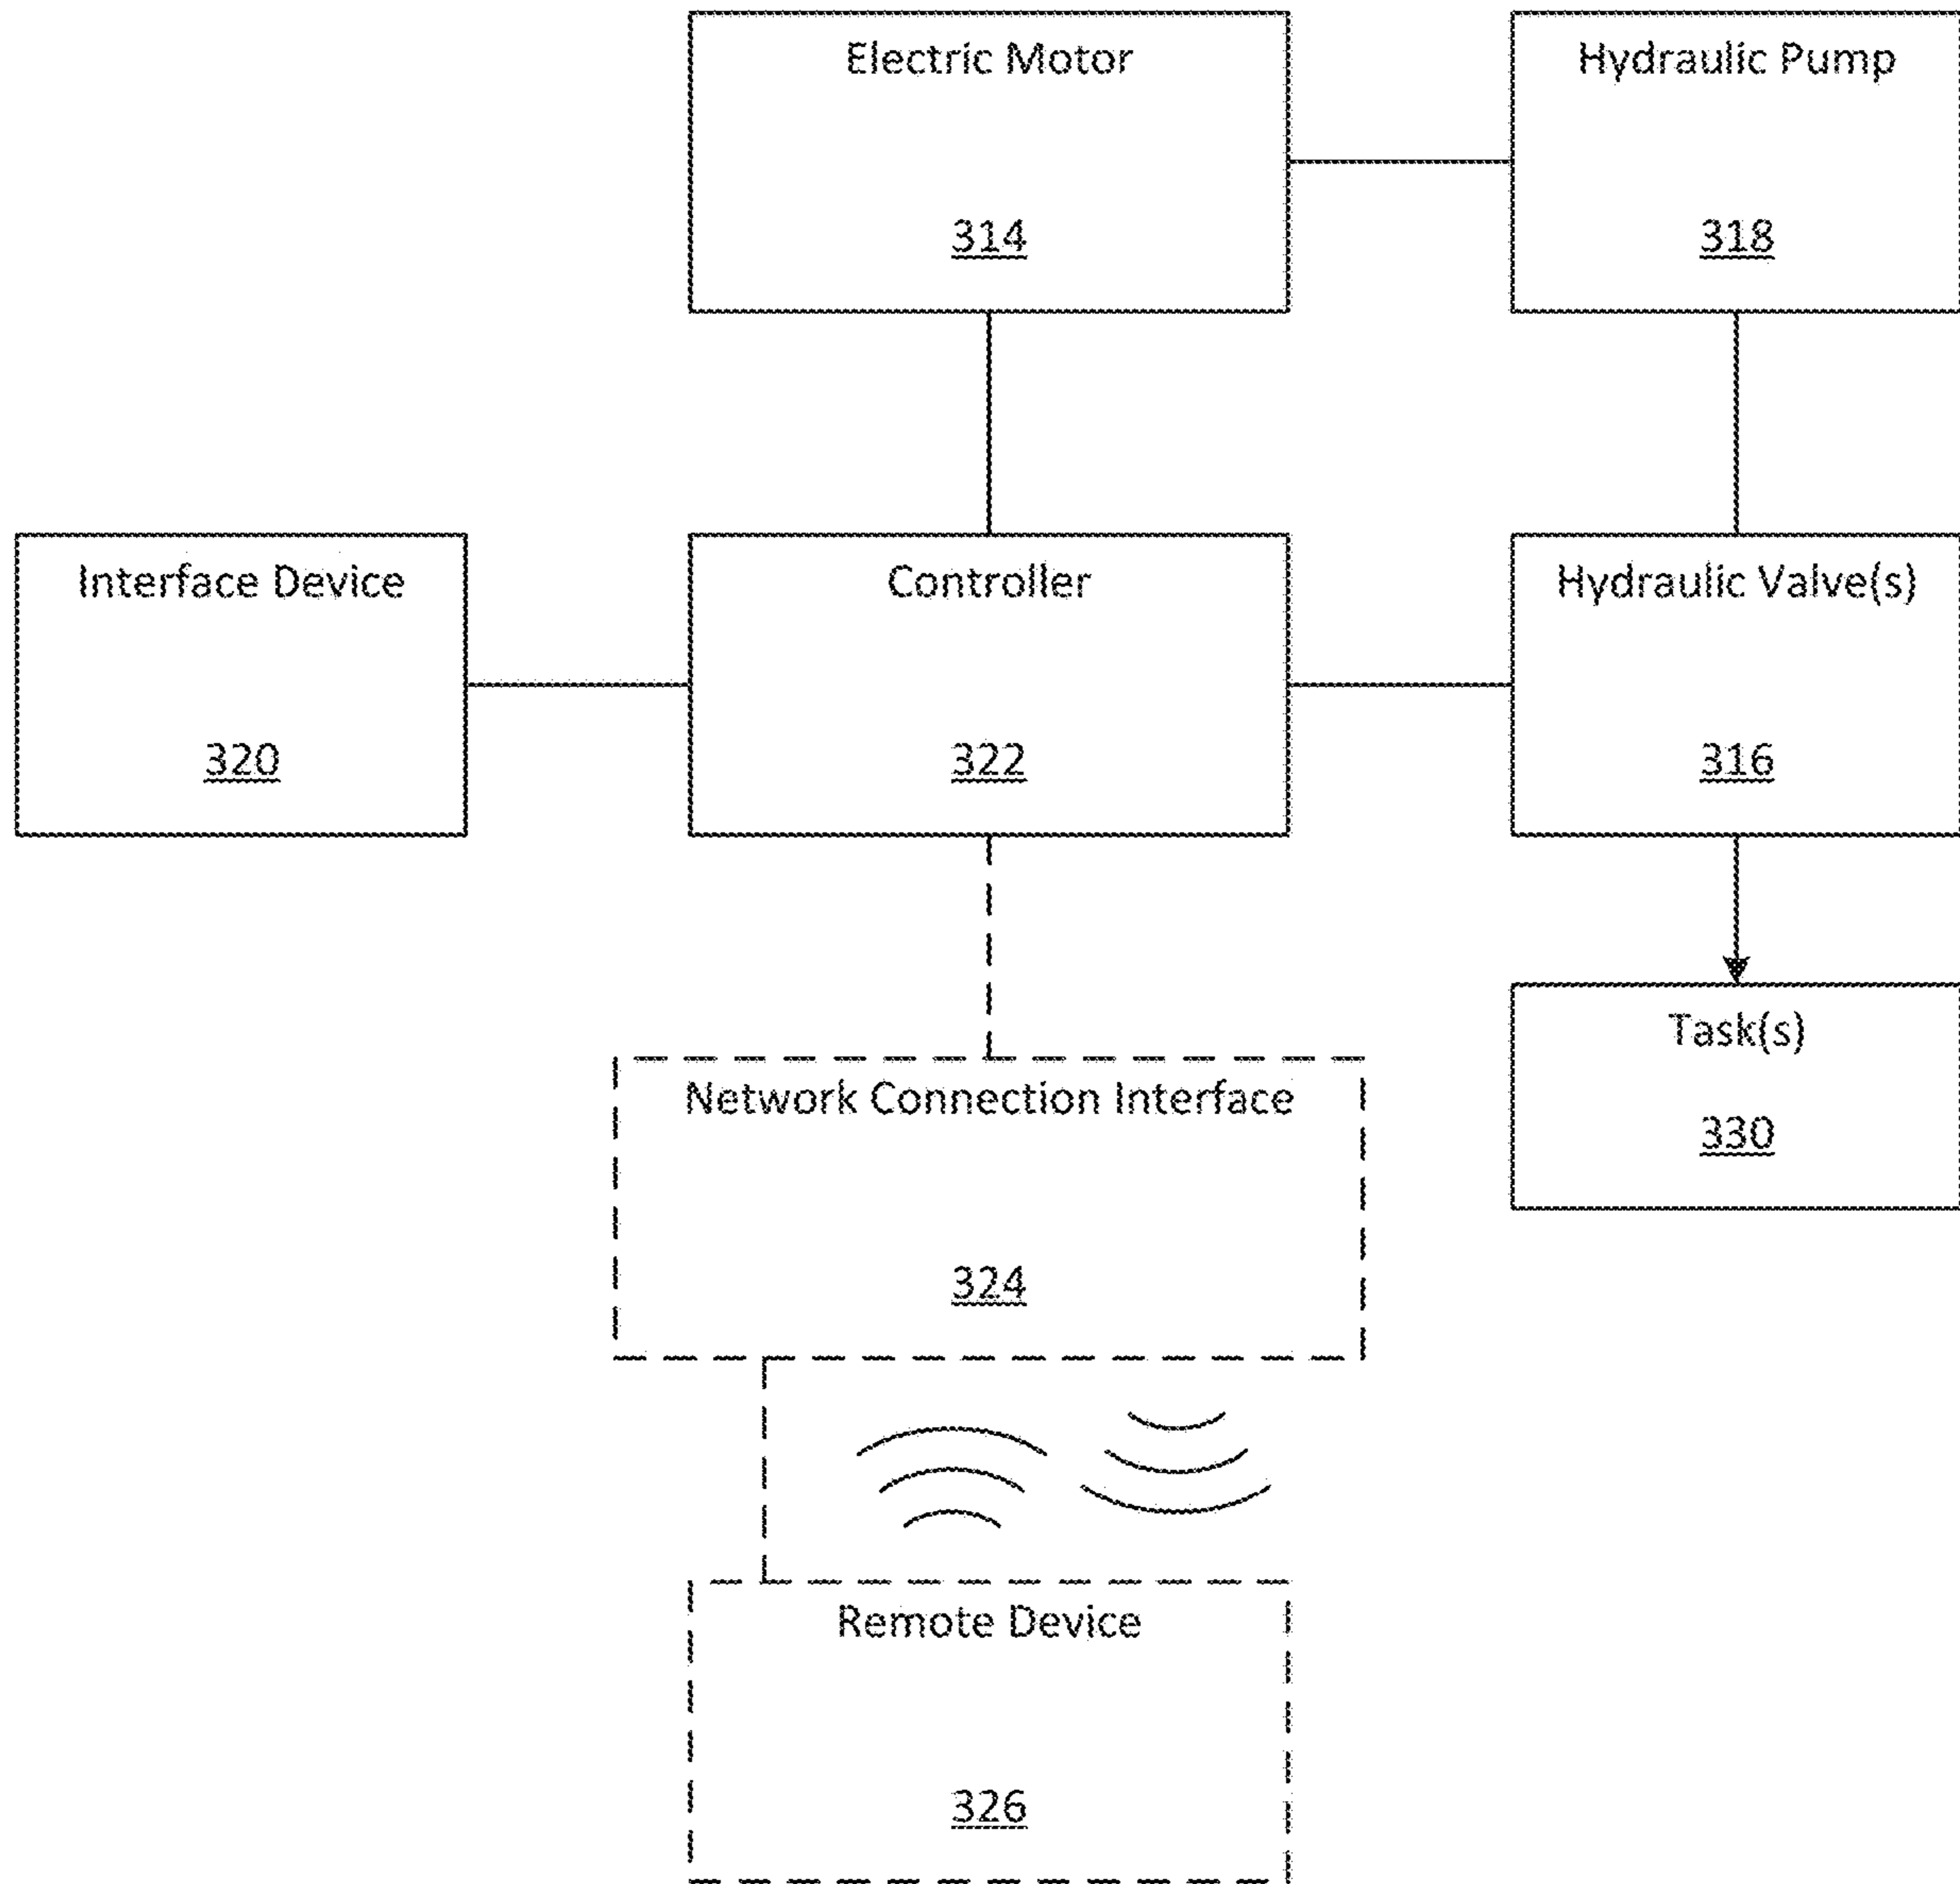 Electric Motor
314
Hydraulic Pump
318
Interface Device
320
Controller
322
Hydraulic Valve(s)
316
Task(s)
330
Network Connection Interface
324
Remote Device
326